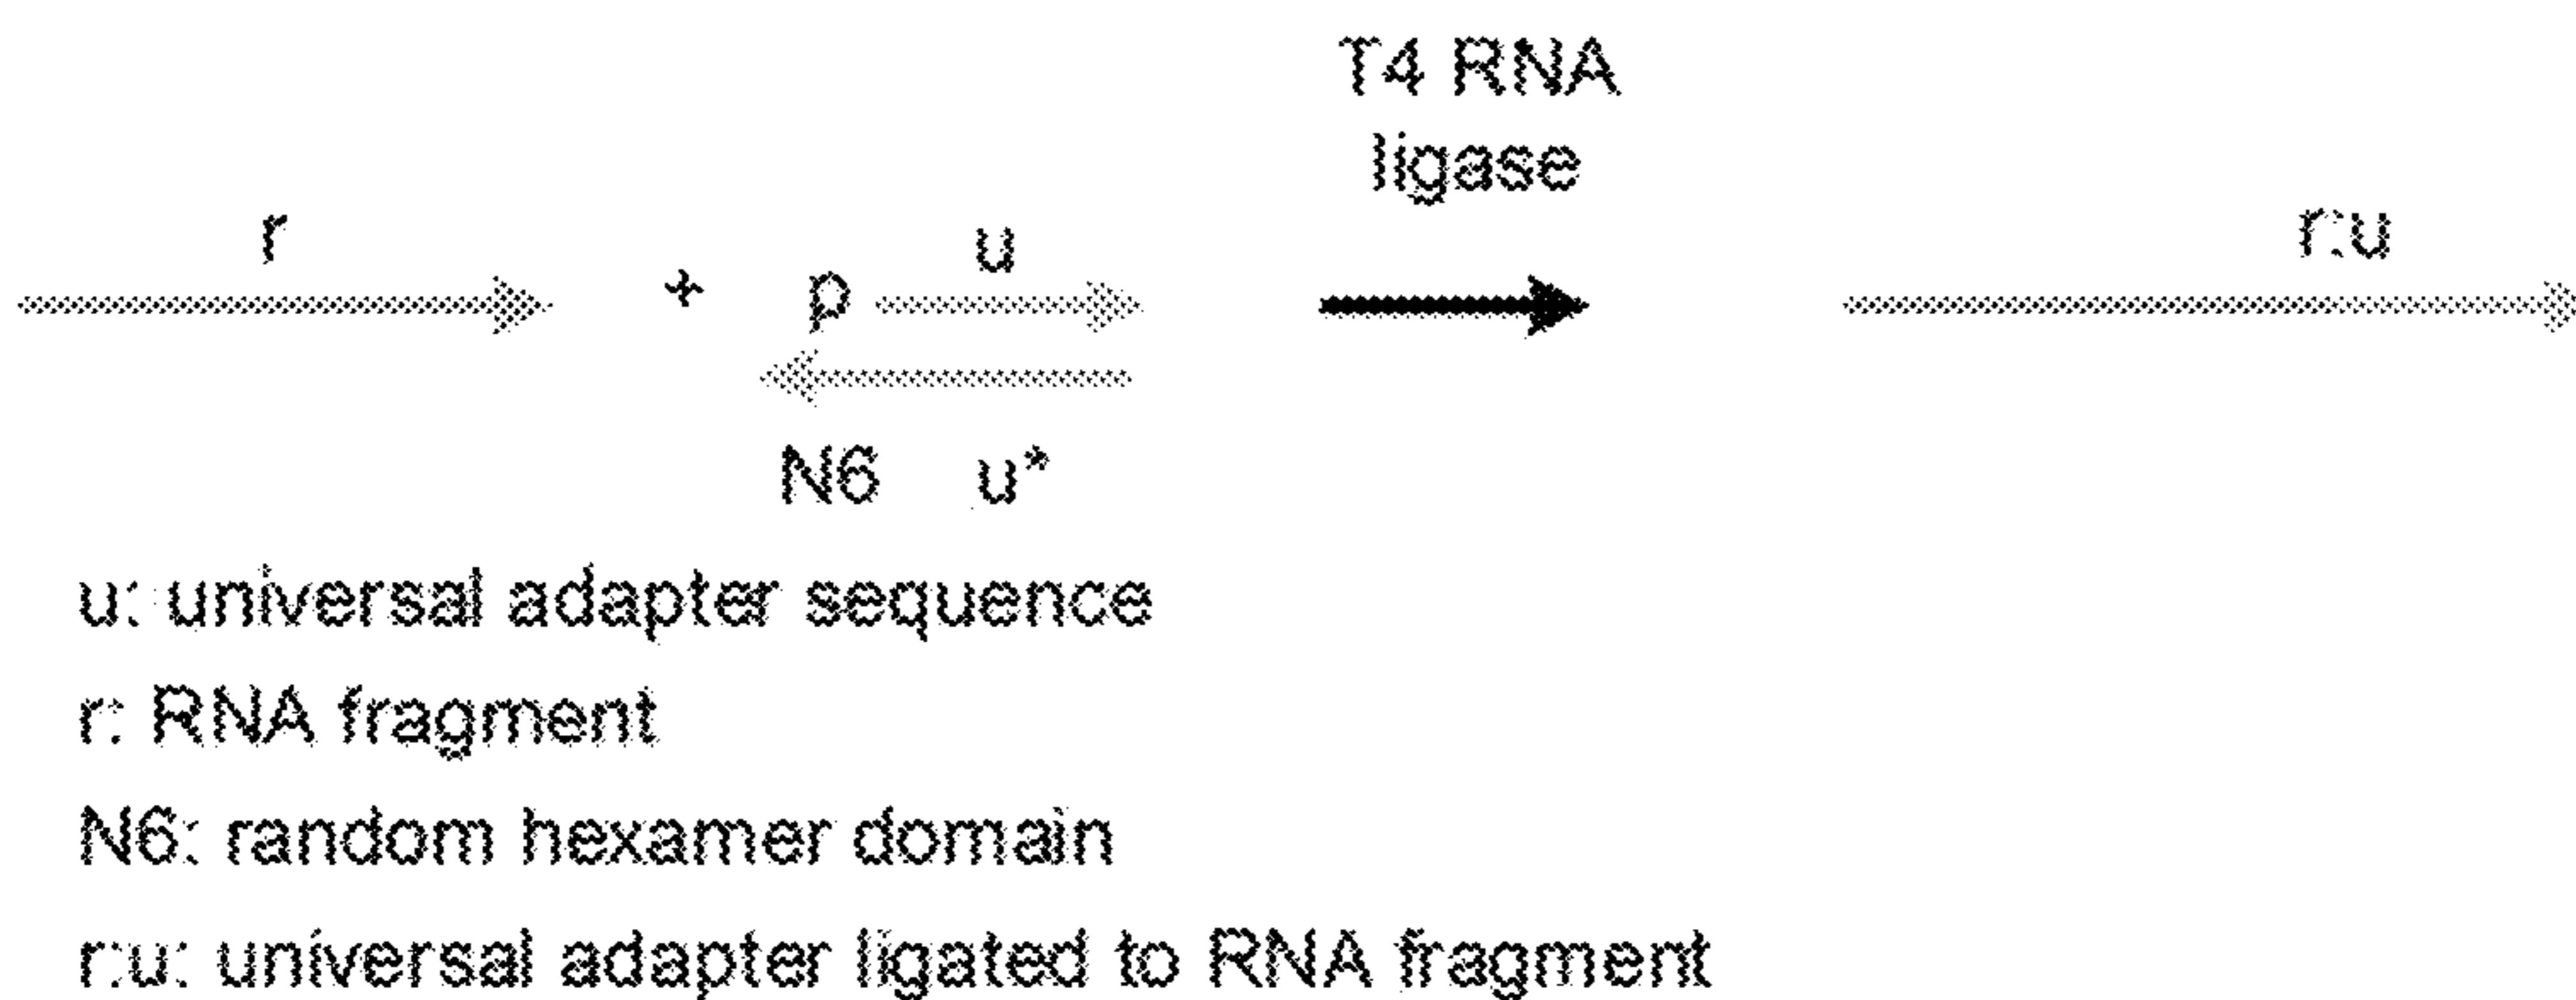 T4 RNA
ligase
r
+ p u
r:u
N6 u*
u: universal adapter sequence
r: RNA fragment
N6: random hexamer domain
r:u: universal adapter ligated to RNA fragment